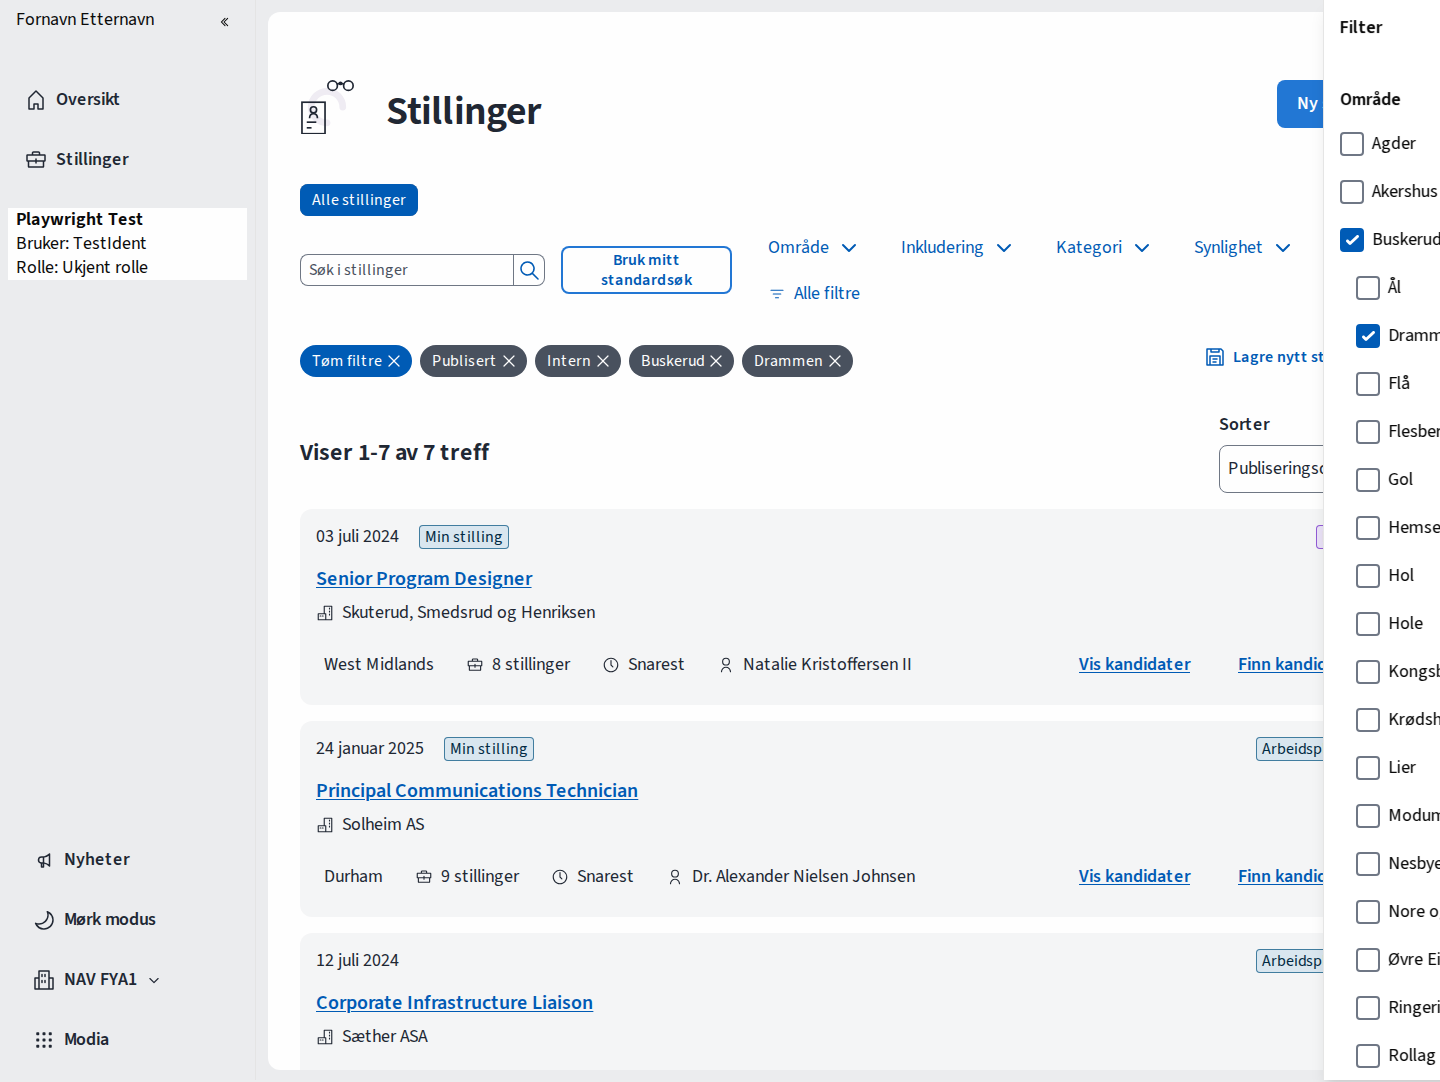 Fornavn Etternavn
Oversikt
Stillinger
Playwright Test
Bruker: TestIdent
Rolle: Ukjent rolle
Nyheter
Mørk modus
NAV FYA1
Media
Stillinger
Ny
Alle stillinger
Søk i stillinger
Bruk mitt
standardsøk
Område
Inkludering
Kategori
Synlighet
Alle filtre
Tøm filtre
Publisert
Intern
Buskerud
Drammen
Lagre nytt st
Viser 1-7 av 7 treff
Sorter
Publiseringsd
03 juli 2024
Min stilling
Senior Program Designer
Skuterud, Smedsrud og Henriksen
West Midlands
8 stillinger
Snarest
Natalie Kristoffersen II
Vis kandidater
Finn kandid
24 januar 2025
Min stilling
Arbeidsp
Principal Communications Technician
Solheim AS
Durham
9 stillinger
Snarest
Dr. Alexander Nielsen Johnsen
Vis kandidater
Finn kandid
12 juli 2024
Arbeidsp
Corporate Infrastructure Liaison
Sæther ASA
Filter
Område
Agder
Akershus
Buskerud
Ål
Dramm
Flå
Flesber
Gol
Hemse
Hol
Hole
Kongsb
Krødsh
Lier
Modum
Nesbye
Nore o
Øvre Ei
Ringeri
Rollag